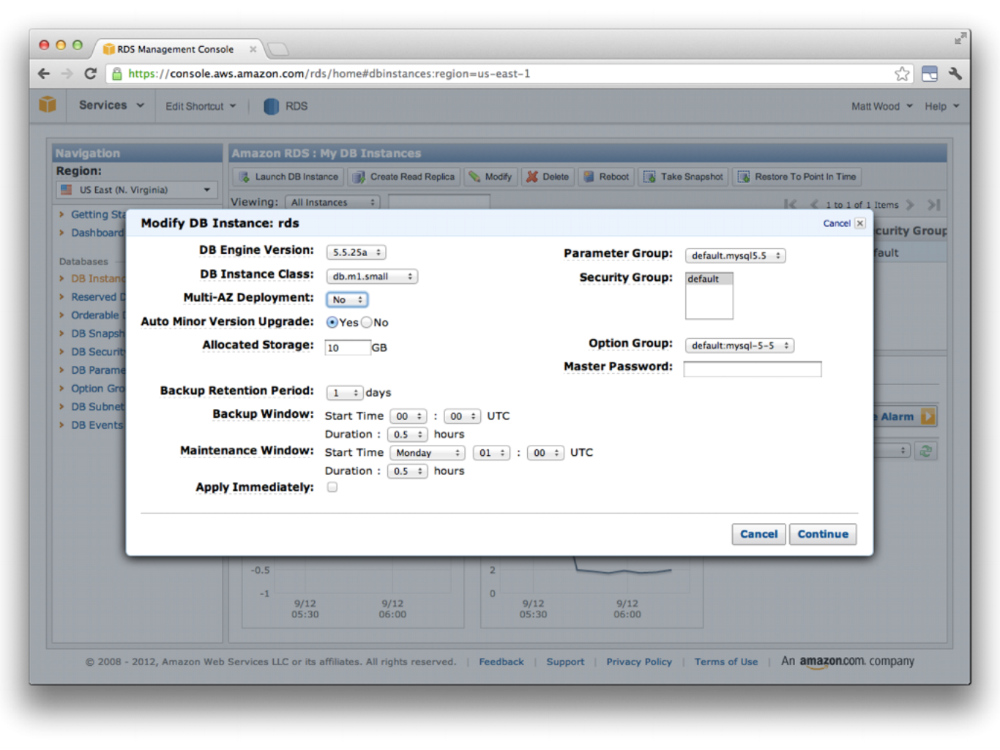 RDS Management Console
https://console.aws.amazon.com/rds/home#dbinstances:region=us-east-1
Services Edit Shortcut RDS Matt Wood Help
Navigation
Region:
US East (N. Virginia)
Getting Sta
Dashboard
Databases
DB Instanc
Reserved D
Orderable
DB Snapsh
DB Securit
DB Parame
Option Gro
DB Subnet
DB Events
Amazon RDS : My DB Instances
Launch DB Instance Create Read Replica Modify Delete Reboot Take Snapshot Restore To Point In Time
Viewing: All Instances 1 to 1 of 1 Items
curity Group
fault
Modify DB Instance: rds Cancel
DB Engine Version: 5.5.25a
DB Instance Class: db.m1.small
Multi-AZ Deployment: No
Auto Minor Version Upgrade: Yes No
Allocated Storage: 10 GB
Parameter Group: default.mysql5.5
Security Group: default
Option Group: default:mysql-5-5
Master Password:
Backup Retention Period: 1 days
Backup Window: Start Time 00 : 00 UTC
Duration : 0.5 hours
Maintenance Window: Start Time Monday 01 : 00 UTC
Duration : 0.5 hours
Apply Immediately:
Cancel Continue
Alarm
-0.5
-1
9/12 9/12
05:30 06:00
2
0
9/12 9/12
05:30 06:00
© 2008 - 2012, Amazon Web Services LLC or its affiliates. All rights reserved. | Feedback | Support | Privacy Policy | Terms of Use | An amazon.com. company